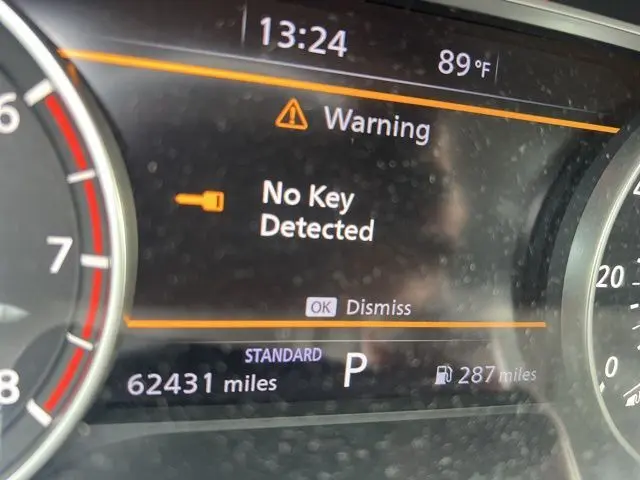 13:24 89°F
Warning
No Key
Detected
OK Dismiss
STANDARD
62431 miles P 287 miles
6
7
8
20
0